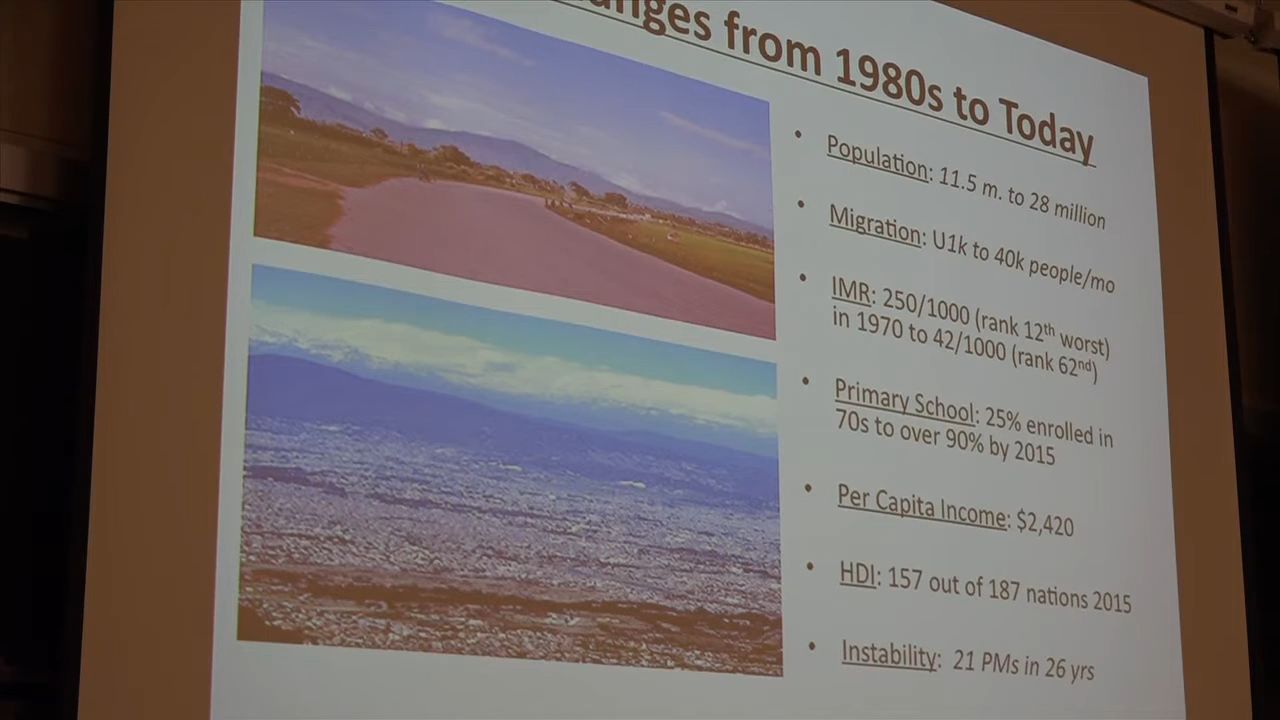 anges from 1980s to Today
• Population: 11.5 m. to 28 million
• Migration: U1k to 40k people/mo
• IMR: 250/1000 (rank 12th worst)
in 1970 to 42/1000 (rank 62nd)
• Primary School: 25% enrolled in
70s to over 90% by 2015
• Per Capita Income: $2,420
• HDI: 157 out of 187 nations 2015
• Instability: 21 PMs in 26 yrs